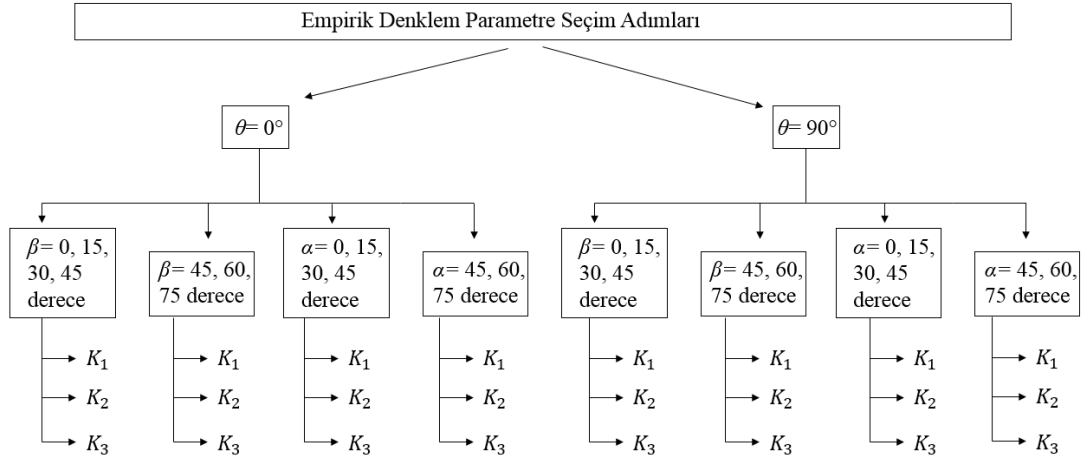 Empirik Denklem Parametre Seçim Adımları
θ= 0°
θ= 90°
β= 0, 15,
30, 45
derece
β= 45, 60,
75 derece
α= 0, 15,
30, 45
derece
α= 45, 60,
75 derece
β= 0, 15,
30, 45
derece
β= 45, 60,
75 derece
α= 0, 15,
30, 45
derece
α= 45, 60,
75 derece
K₁
K₂
K₃
K₁
K₂
K₃
K₁
K₂
K₃
K₁
K₂
K₃
K₁
K₂
K₃
K₁
K₂
K₃
K₁
K₂
K₃
K₁
K₂
K₃